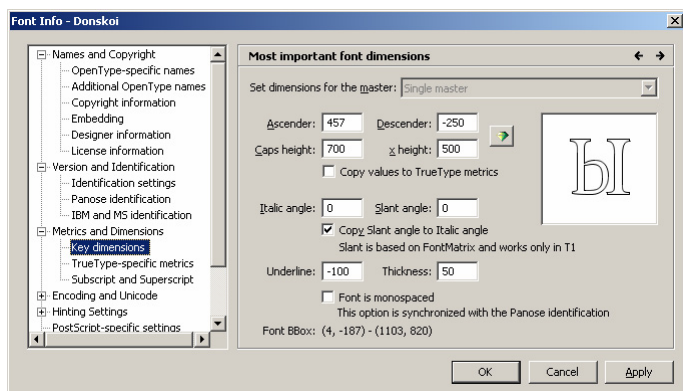 Font Info - Donskoi
Names and Copyright
OpenType-specific names
Additional OpenType names
Copyright information
Embedding
Designer information
License information
Version and Identification
Identification settings
Panose identification
IBM and MS identification
Metrics and Dimensions
Key dimensions
TrueType-specific metrics
Subscript and Superscript
Encoding and Unicode
Hinting Settings
PostScript-specific settings
Most important font dimensions
Set dimensions for the master: Single master
Ascender: 457 Descender: -250
Caps height: 700 x height: 500
Copy values to TrueType metrics
Ы
Italic angle: 0 Slant angle: 0
Copy Slant angle to Italic angle
Slant is based on FontMatrix and works only in T1
Underline: -100 Thickness: 50
Font is monospaced
This option is synchronized with the Panose identification
Font BBox: (4, -187) - (1103, 820)
OK Cancel Apply